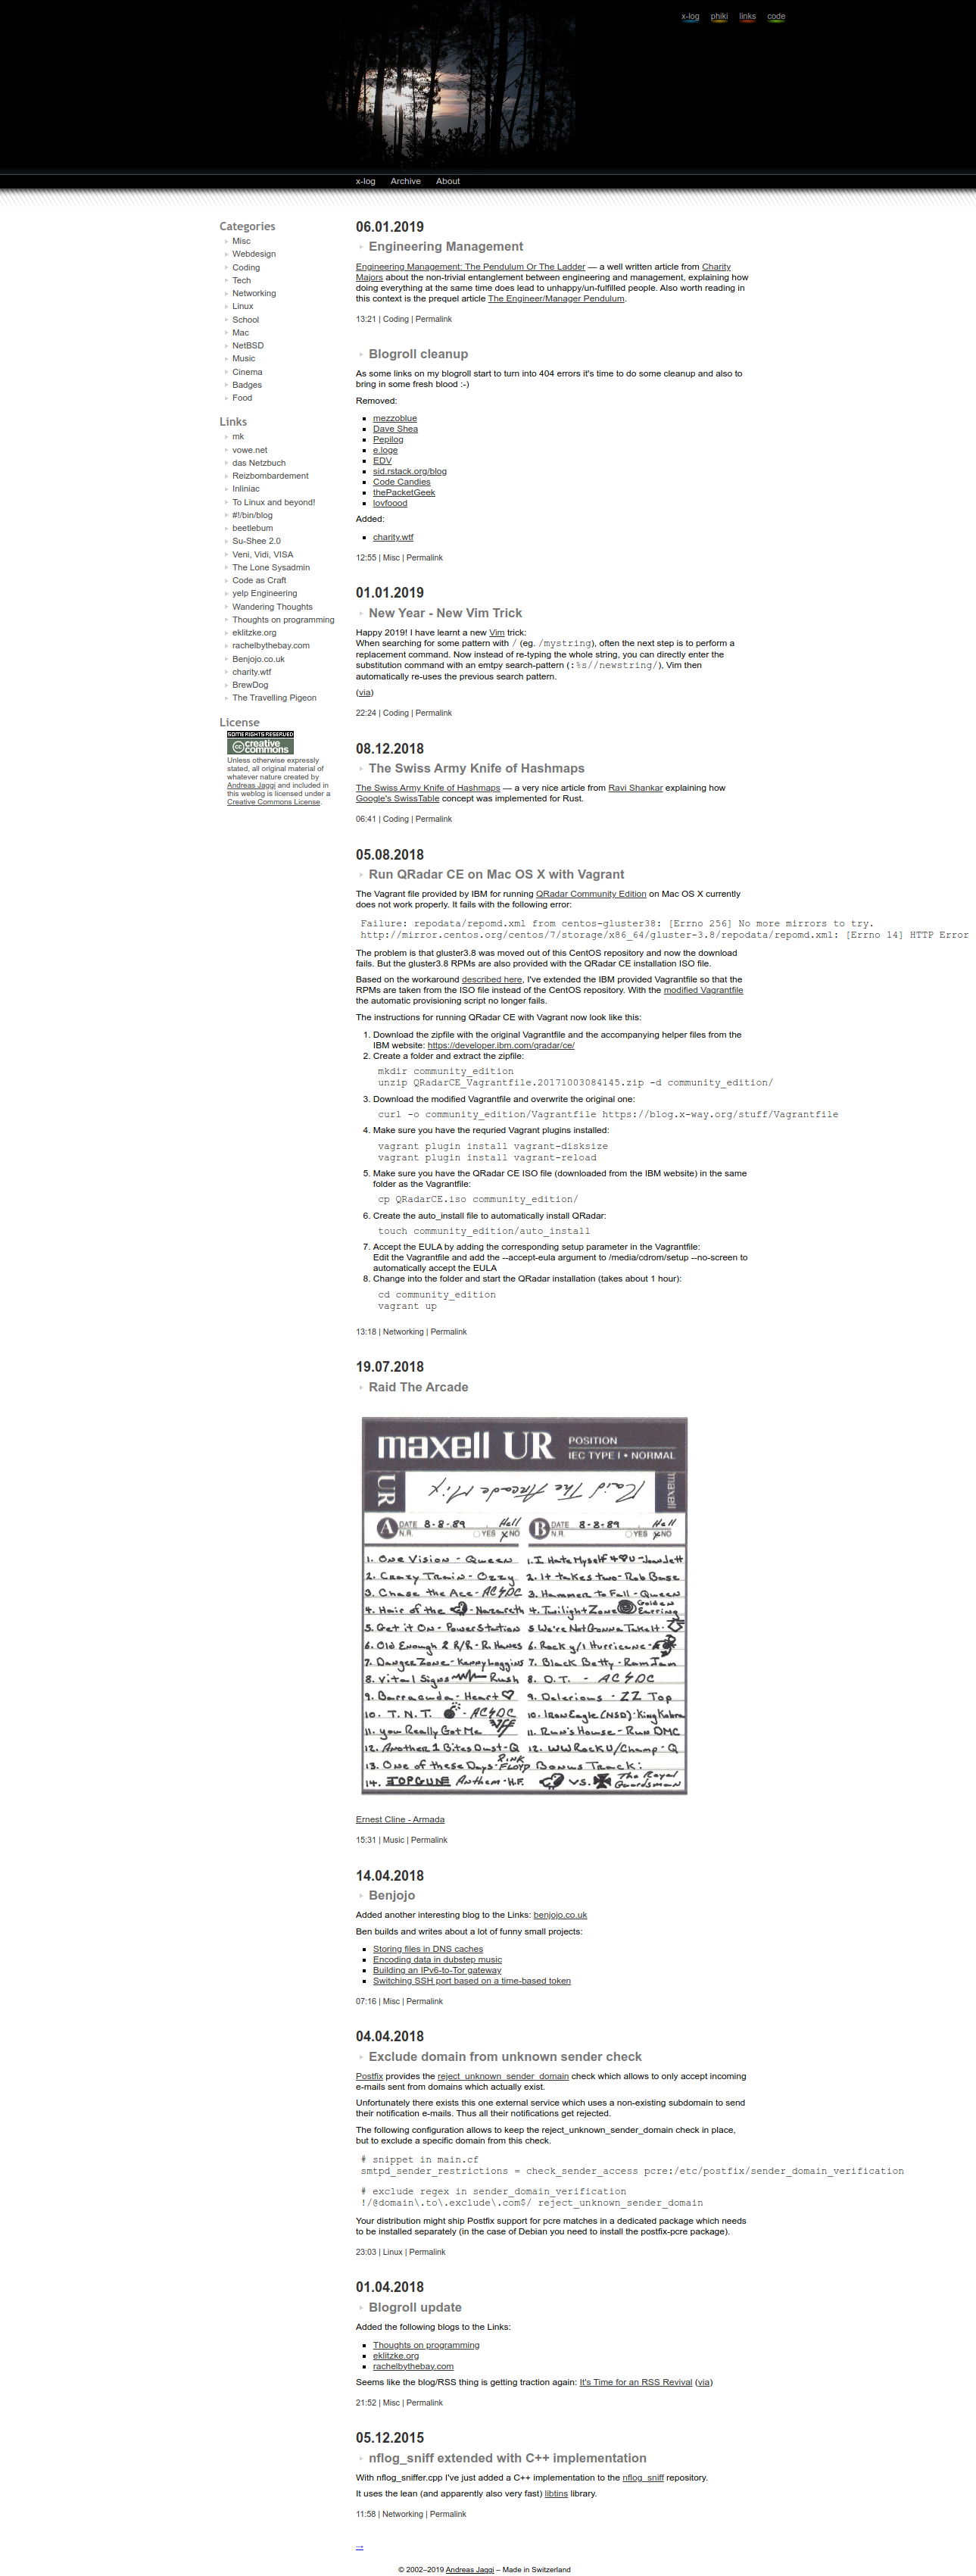 x-log phiki links code
x-log Archive About
Categories
Misc
Webdesign
Coding
Tech
Networking
Linux
School
Mac
NetBSD
Music
Cinema
Badges
Food
Links
mk
vowe.net
das Netzbuch
Reizbombardement
Inliniac
To Linux and beyond!
#!/bin/blog
beetlebum
Su-Shee 2.0
Veni, Vidi, VISA
The Lone Sysadmin
Code as Craft
yelp Engineering
Wandering Thoughts
Thoughts on programming
eklitzke.org
rachelbythebay.com
Benjojo.co.uk
charity.wtf
BrewDog
The Travelling Pigeon
License
SOME RIGHTS RESERVED
cc creative commons
Unless otherwise expressly
stated, all original material of
whatever nature created by
Andreas Jaggi and included in
this weblog is licensed under a
Creative Commons License.
06.01.2019
Engineering Management
Engineering Management: The Pendulum Or The Ladder — a well written article from Charity
Majors about the non-trivial entanglement between engineering and management, explaining how
doing everything at the same time does lead to unhappy/un-fulfilled people. Also worth reading in
this context is the prequel article The Engineer/Manager Pendulum.
13:21 | Coding | Permalink
Blogroll cleanup
As some links on my blogroll start to turn into 404 errors it's time to do some cleanup and also to
bring in some fresh blood :-)
Removed:
mezzoblue
Dave Shea
Pepilog
e.loge
EDV
sid.rstack.org/blog
Code Candies
thePacketGeek
lovfoood
Added:
charity.wtf
12:55 | Misc | Permalink
01.01.2019
New Year - New Vim Trick
Happy 2019! I have learnt a new Vim trick:
When searching for some pattern with / (eg. /mystring), often the next step is to perform a
replacement command. Now instead of re-typing the whole string, you can directly enter the
substitution command with an emtpy search-pattern (:%s//newstring/), Vim then
automatically re-uses the previous search pattern.
(via)
22:24 | Coding | Permalink
08.12.2018
The Swiss Army Knife of Hashmaps
The Swiss Army Knife of Hashmaps — a very nice article from Ravi Shankar explaining how
Google's SwissTable concept was implemented for Rust.
06:41 | Coding | Permalink
05.08.2018
Run QRadar CE on Mac OS X with Vagrant
The Vagrant file provided by IBM for running QRadar Community Edition on Mac OS X currently
does not work properly. It fails with the following error:
Failure: repodata/repomd.xml from centos-gluster38: [Errno 256] No more mirrors to try.
http://mirror.centos.org/centos/7/storage/x86_64/gluster-3.8/repodata/repomd.xml: [Errno 14] HTTP Error
The problem is that gluster3.8 was moved out of this CentOS repository and now the download
fails. But the gluster3.8 RPMs are also provided with the QRadar CE installation ISO file.
Based on the workaround described here, I've extended the IBM provided Vagrantfile so that the
RPMs are taken from the ISO file instead of the CentOS repository. With the modified Vagrantfile
the automatic provisioning script no longer fails.
The instructions for running QRadar CE with Vagrant now look like this:
1. Download the zipfile with the original Vagrantfile and the accompanying helper files from the
IBM website: https://developer.ibm.com/qradar/ce/
2. Create a folder and extract the zipfile:
mkdir community_edition
unzip QRadarCE_Vagrantfile.20171003084145.zip -d community_edition/
3. Download the modified Vagrantfile and overwrite the original one:
curl -o community_edition/Vagrantfile https://blog.x-way.org/stuff/Vagrantfile
4. Make sure you have the requried Vagrant plugins installed:
vagrant plugin install vagrant-disksize
vagrant plugin install vagrant-reload
5. Make sure you have the QRadar CE ISO file (downloaded from the IBM website) in the same
folder as the Vagrantfile:
cp QRadarCE.iso community_edition/
6. Create the auto_install file to automatically install QRadar:
touch community_edition/auto_install
7. Accept the EULA by adding the corresponding setup parameter in the Vagrantfile:
Edit the Vagrantfile and add the --accept-eula argument to /media/cdrom/setup --no-screen to
automatically accept the EULA
8. Change into the folder and start the QRadar installation (takes about 1 hour):
cd community_edition
vagrant up
13:18 | Networking | Permalink
19.07.2018
Raid The Arcade
maxell UR POSITION
IEC TYPE I • NORMAL
UR Raid The Arcade Mix maxell
A DATE 8-8-89 Hell B DATE 8-8-89 Hell
N.R. YES NO N.R. YES NO
1. One Vision - Queen
2. Crazy Train - Ozzy
3. Chase the Ace - AC⚡DC
4. Hair of the Nazareth
5. Get it On - Power Station
6. Old Enough 2 R/R - R. Hawes
7. Danger Zone - Kenny Loggins
8. Vital Signs Rush
9. Barracuda - Heart ♡
10. T.N.T. - AC⚡DC
11. You Really Got Me
12. Another 1 Bites Dust - Q
13. One of these Days - Pink Floyd
14. TOPGUN Anthem - H.F.
1. I Hate Myself 4 ♡ U - Joan Jett
2. It takes two - Rob Base
3. Hammer to Fall - Queen
4. Twilight Zone Golden Earring
5. We're Not Gonna Take It -
6. Rock y/l Hurricane -
7. Black Betty - Ram Jam
8. D.T. - AC⚡DC
9. Delirious - ZZ Top
10. Iron Eagle (NSD) - King Kobra
11. Run's House - Run DMC
12. WW Rock U/Champ - Q
Bonus Track:
vs. The Royal Guardsmen
Ernest Cline - Armada
15:31 | Music | Permalink
14.04.2018
Benjojo
Added another interesting blog to the Links: benjojo.co.uk
Ben builds and writes about a lot of funny small projects:
Storing files in DNS caches
Encoding data in dubstep music
Building an IPv6-to-Tor gateway
Switching SSH port based on a time-based token
07:16 | Misc | Permalink
04.04.2018
Exclude domain from unknown sender check
Postfix provides the reject_unknown_sender_domain check which allows to only accept incoming
e-mails sent from domains which actually exist.
Unfortunately there exists this one external service which uses a non-existing subdomain to send
their notification e-mails. Thus all their notifications get rejected.
The following configuration allows to keep the reject_unknown_sender_domain check in place,
but to exclude a specific domain from this check.
# snippet in main.cf
smtpd_sender_restrictions = check_sender_access pcre:/etc/postfix/sender_domain_verification
# exclude regex in sender_domain_verification
!/@domain\.to\.exclude\.com$/ reject_unknown_sender_domain
Your distribution might ship Postfix support for pcre matches in a dedicated package which needs
to be installed separately (in the case of Debian you need to install the postfix-pcre package).
23:03 | Linux | Permalink
01.04.2018
Blogroll update
Added the following blogs to the Links:
Thoughts on programming
eklitzke.org
rachelbythebay.com
Seems like the blog/RSS thing is getting traction again: It's Time for an RSS Revival (via)
21:52 | Misc | Permalink
05.12.2015
nflog_sniff extended with C++ implementation
With nflog_sniffer.cpp I've just added a C++ implementation to the nflog_sniff repository.
It uses the lean (and apparently also very fast) libtins library.
11:58 | Networking | Permalink
→
© 2002–2019 Andreas Jaggi – Made in Switzerland